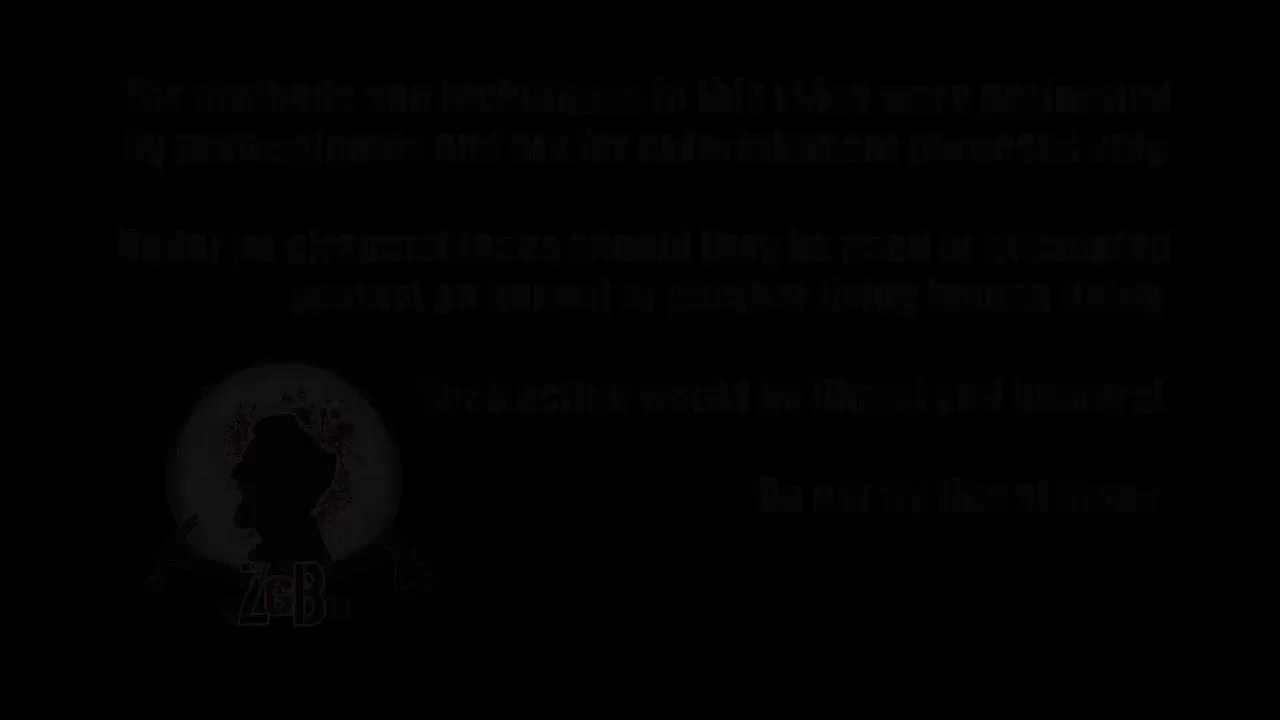 The methods and techniques in this video were performed
by professionals and are for entertainment purposes only.
Under no circumstances should they be used or
against an animal or another living human being.
Such action would be illegal and immoral
Do not try this at home
ZGB